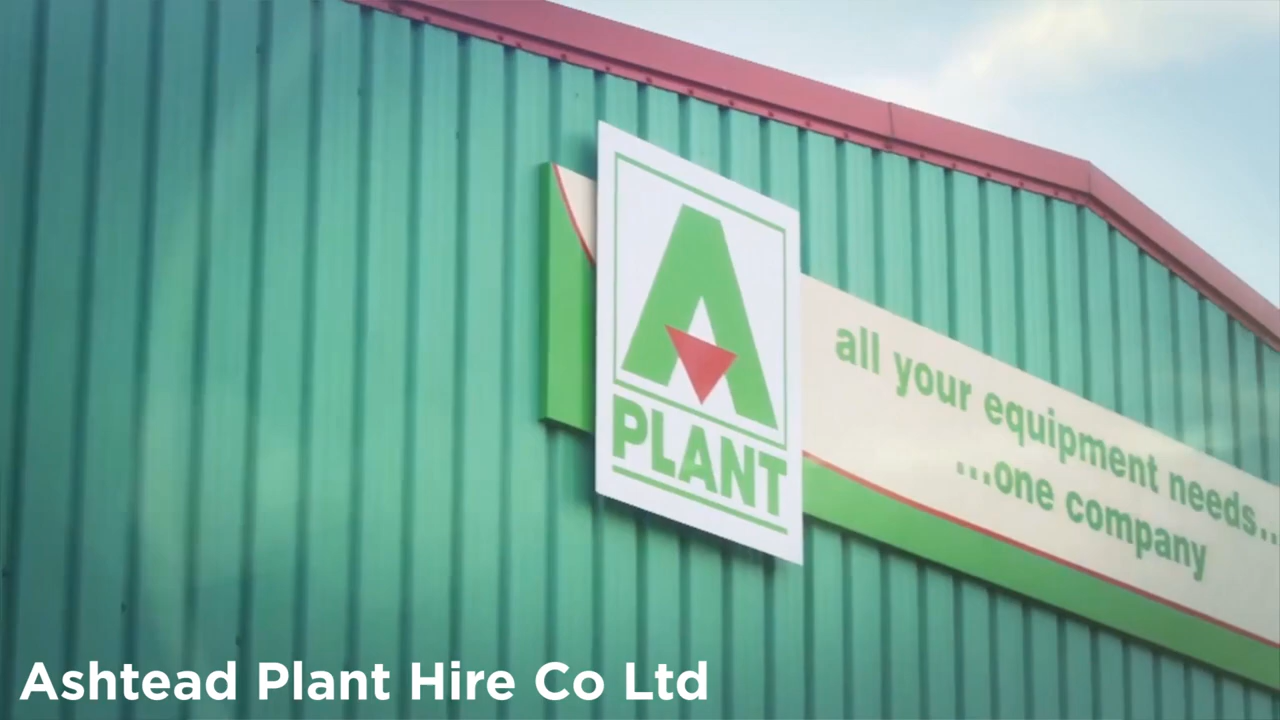 A
PLANT
all your equipment needs..
...one company
Ashtead Plant Hire Co Ltd